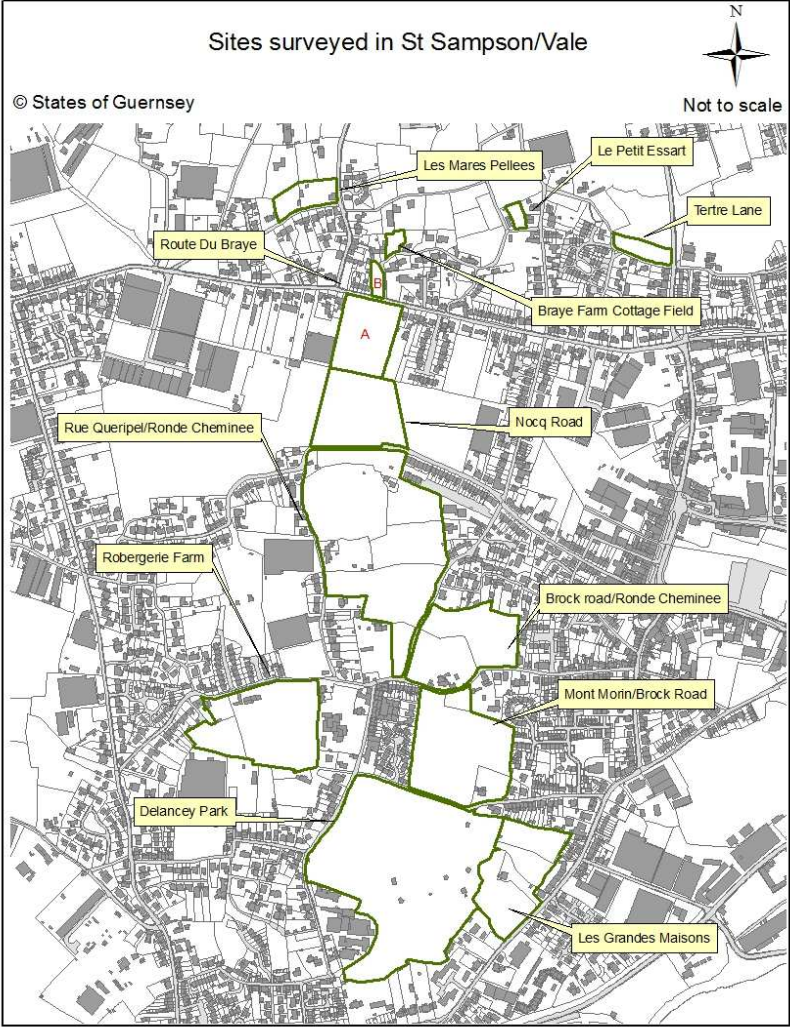 Sites surveyed in St Sampson/Vale
N
© States of Guernsey
Not to scale
Les Mares Pellees
Le Petit Essart
Tertre Lane
Route Du Braye
B
Braye Farm Cottage Field
A
Nocq Road
Rue Queripel/Ronde Cheminee
Robergerie Farm
Brock road/Ronde Cheminee
Mont Morin/Brock Road
Delancey Park
Les Grandes Maisons